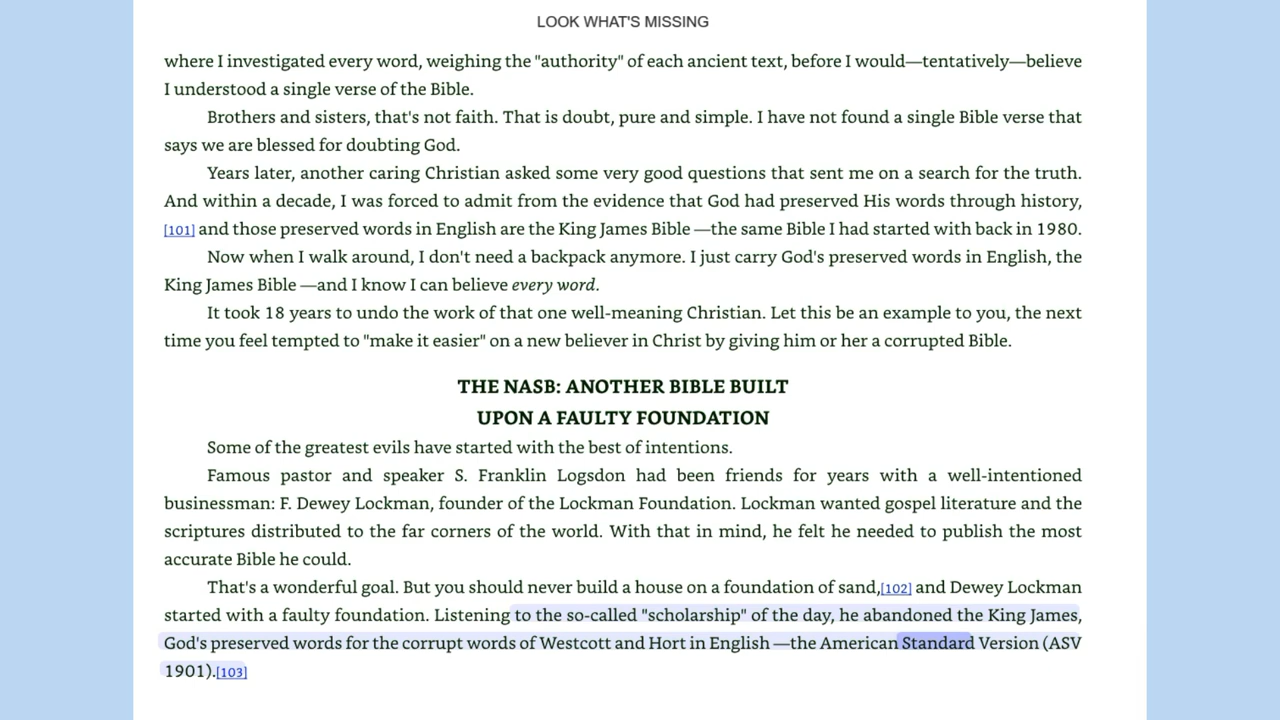 LOOK WHAT'S MISSING
where I investigated every word, weighing the "authority" of each ancient text, before I would—tentatively—believe
I understood a single verse of the Bible.
Brothers and sisters, that's not faith. That is doubt, pure and simple. I have not found a single Bible verse that
says we are blessed for doubting God.
Years later, another caring Christian asked some very good questions that sent me on a search for the truth.
And within a decade, I was forced to admit from the evidence that God had preserved His words through history,
[101] and those preserved words in English are the King James Bible —the same Bible I had started with back in 1980.
Now when I walk around, I don't need a backpack anymore. I just carry God's preserved words in English, the
King James Bible —and I know I can believe every word.
It took 18 years to undo the work of that one well-meaning Christian. Let this be an example to you, the next
time you feel tempted to "make it easier" on a new believer in Christ by giving him or her a corrupted Bible.
THE NASB: ANOTHER BIBLE BUILT
UPON A FAULTY FOUNDATION
Some of the greatest evils have started with the best of intentions.
Famous pastor and speaker S. Franklin Logsdon had been friends for years with a well-intentioned
businessman: F. Dewey Lockman, founder of the Lockman Foundation. Lockman wanted gospel literature and the
scriptures distributed to the far corners of the world. With that in mind, he felt he needed to publish the most
accurate Bible he could.
That's a wonderful goal. But you should never build a house on a foundation of sand,[102] and Dewey Lockman
started with a faulty foundation. Listening to the so-called "scholarship" of the day, he abandoned the King James,
God's preserved words for the corrupt words of Westcott and Hort in English —the American Standard Version (ASV
1901).[103]